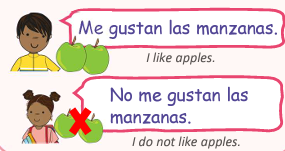 Me gustan las manzanas.
I like apples.
No me gustan las
manzanas.
I do not like apples.